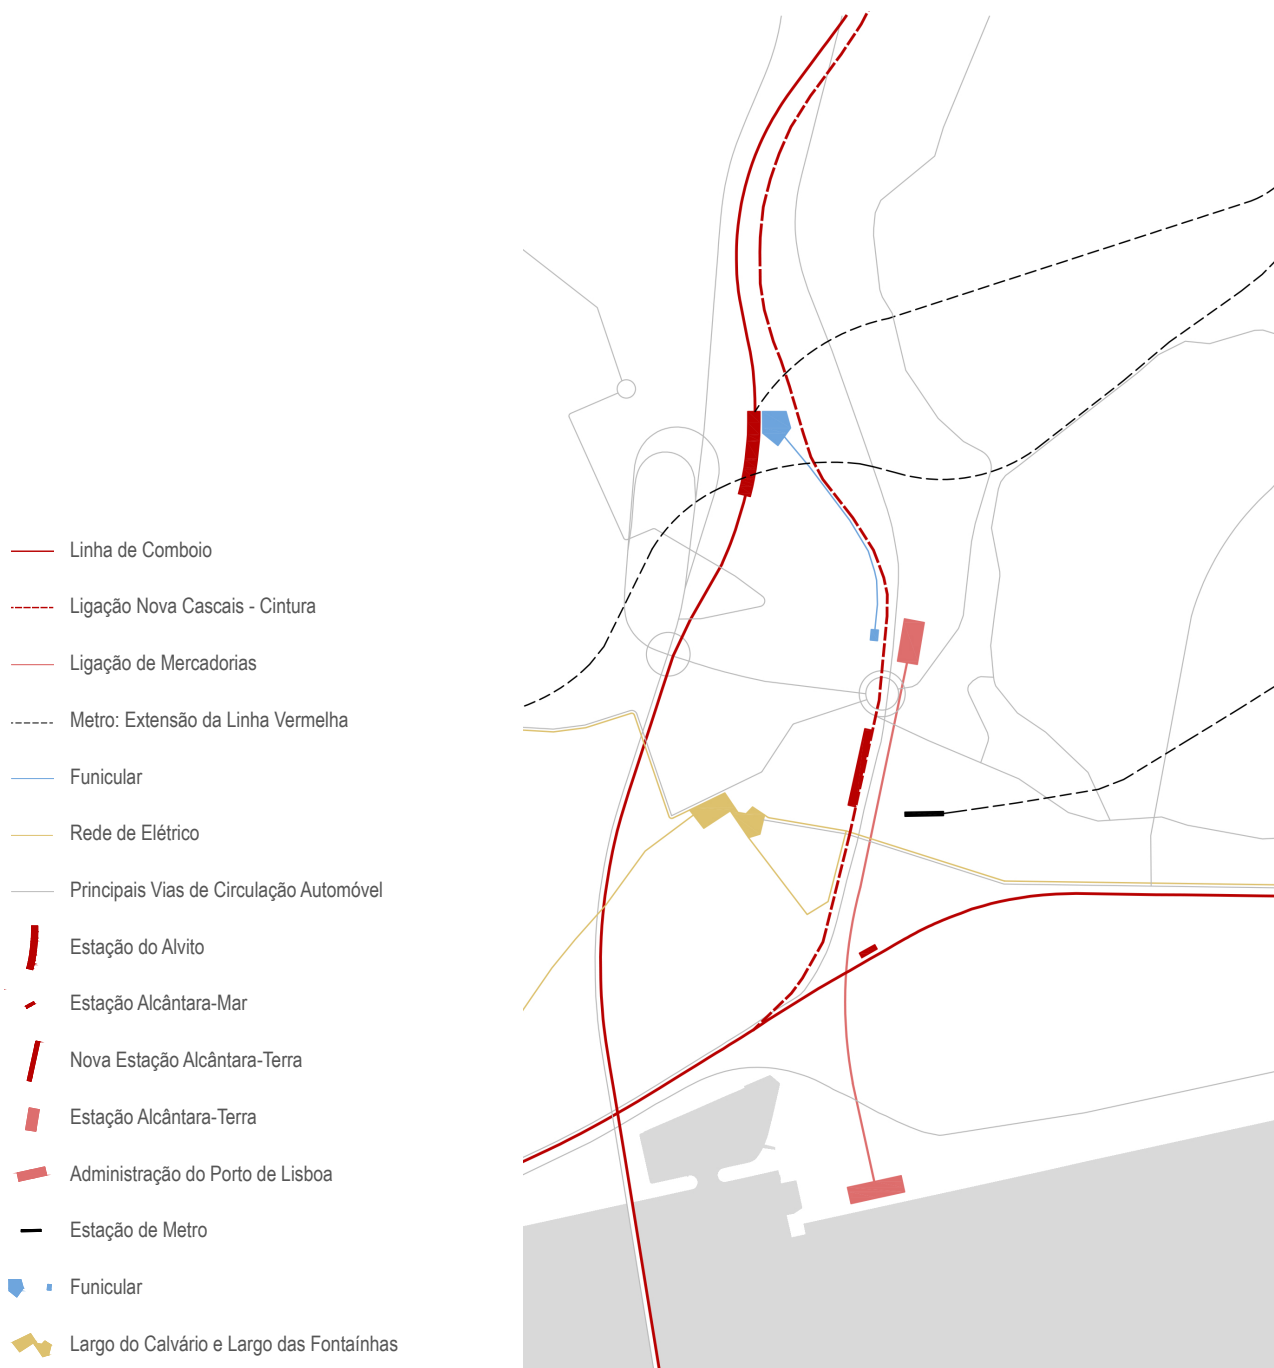 Linha de Comboio
Ligação Nova Cascais - Cintura
Ligação de Mercadorias
Metro: Extensão da Linha Vermelha
Funicular
Rede de Elétrico
Principais Vias de Circulação Automóvel
Estação do Alvito
Estação Alcântara-Mar
Nova Estação Alcântara-Terra
Estação Alcântara-Terra
Administração do Porto de Lisboa
Estação de Metro
Funicular
Largo do Calvário e Largo das Fontaínhas